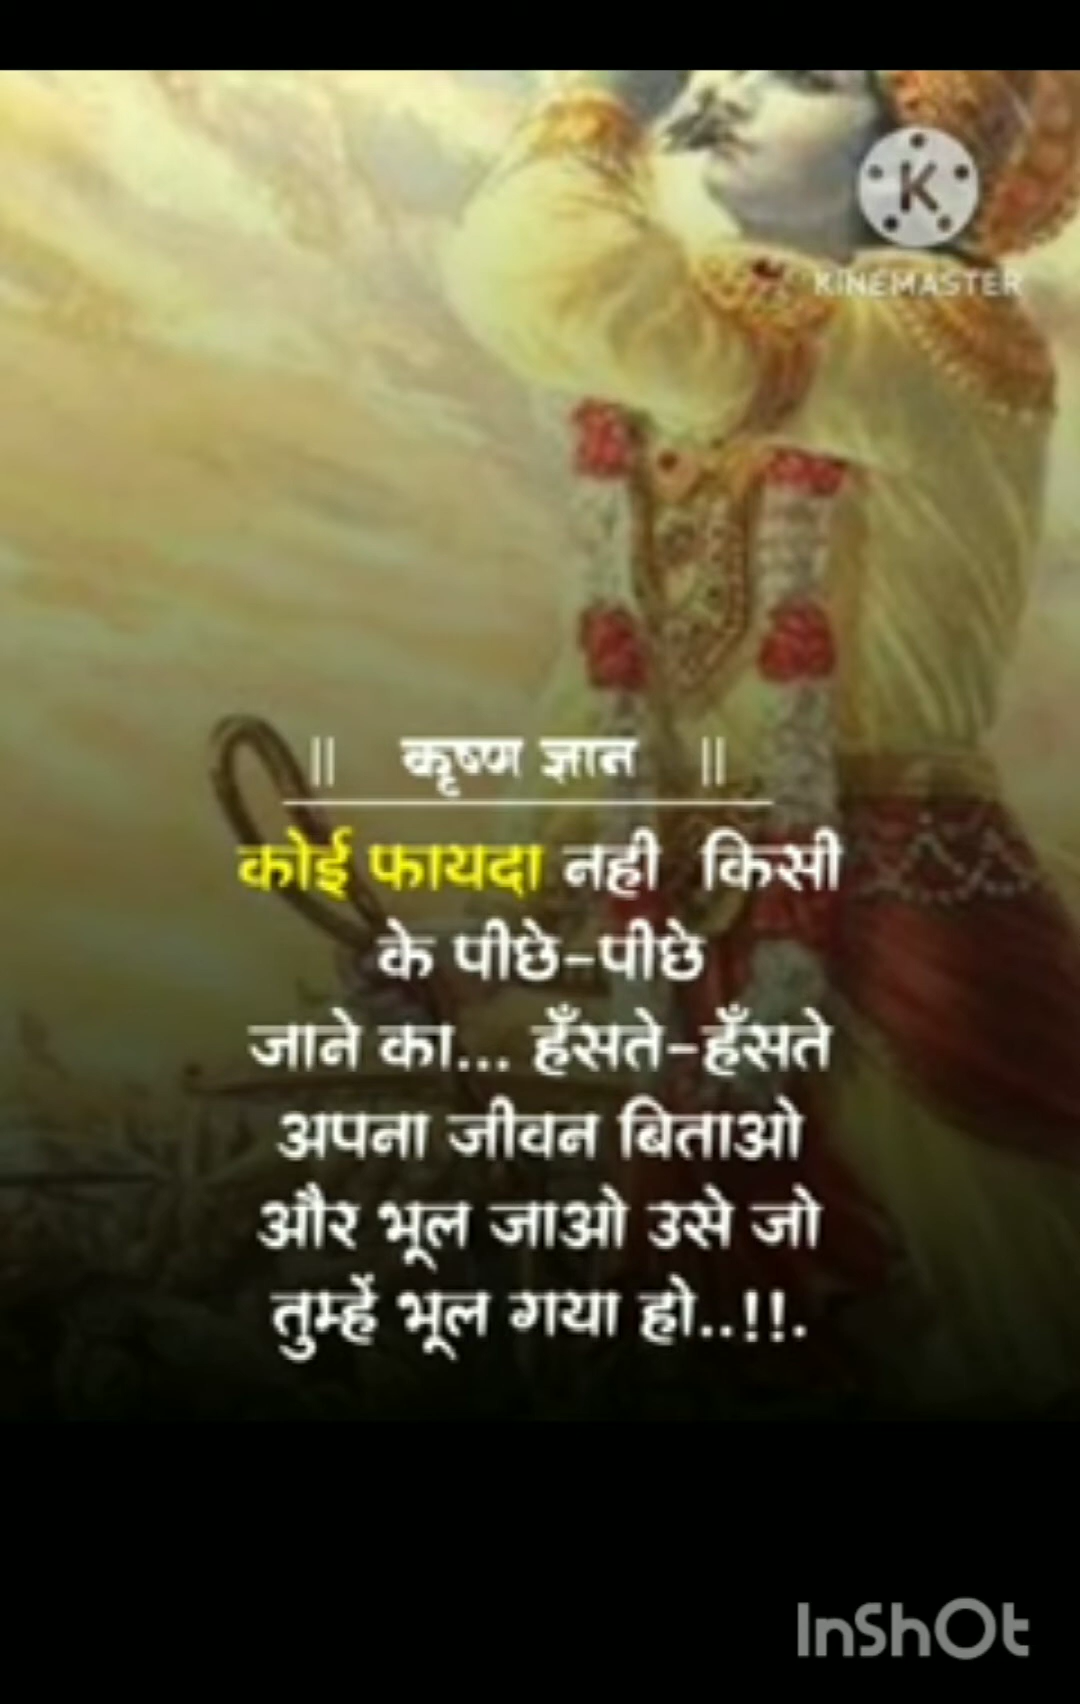 K
KINEMASTER
|| कृष्ण ज्ञान ||
कोई फायदा नही किसी
के पीछे-पीछे
जाने का... हँसते-हँसते
अपना जीवन बिताओ
और भूल जाओ उसे जो
तुम्हें भूल गया हो..!!.
InShOt